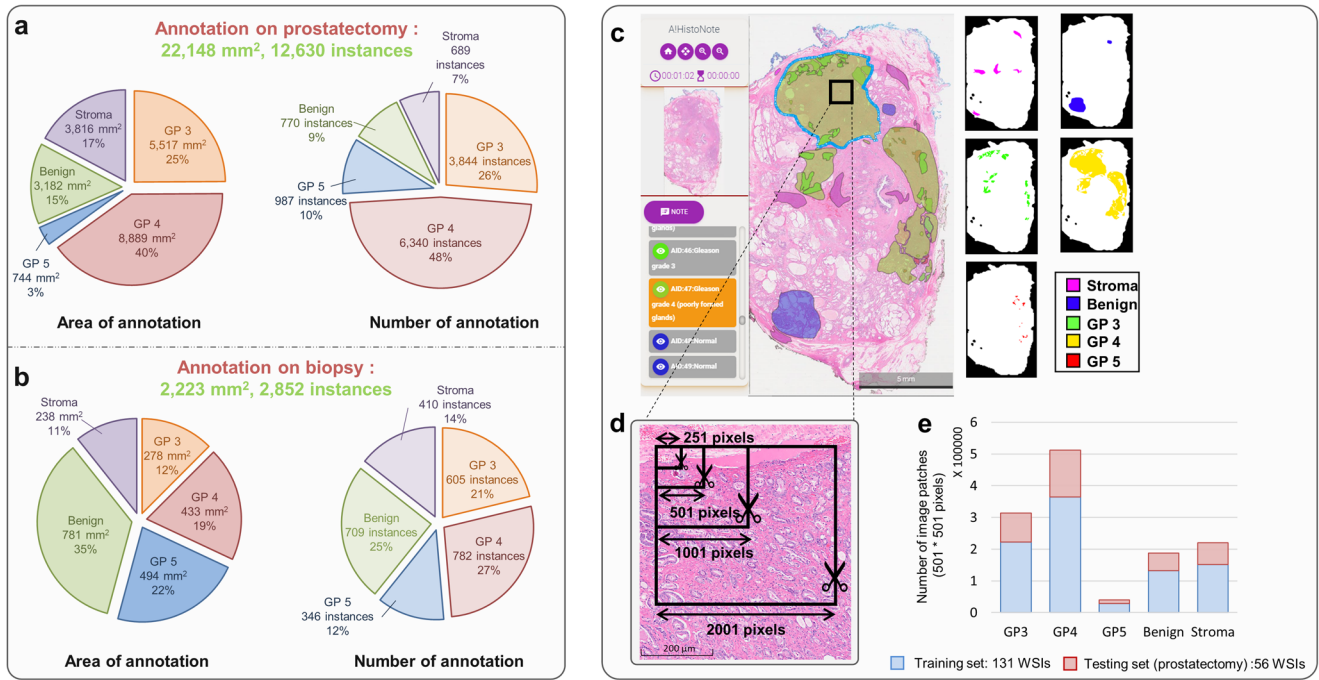 a
Annotation on prostatectomy :
22,148 mm², 12,630 instances
Stroma
3,816 mm²
17%
GP 3
5,517 mm²
25%
Benign
3,182 mm²
15%
GP 4
8,889 mm²
40%
GP 5
744 mm²
3%
Area of annotation
Stroma
689
instances
7%
Benign
770 instances
9%
GP 3
3,844 instances
26%
GP 5
987 instances
10%
GP 4
6,340 instances
48%
Number of annotation
b
Annotation on biopsy :
2,223 mm², 2,852 instances
Stroma
238 mm²
11%
GP 3
278 mm²
12%
GP 4
433 mm²
19%
Benign
781 mm²
35%
GP 5
494 mm²
22%
Area of annotation
Stroma
410 instances
14%
GP 3
605 instances
21%
Benign
709 instances
25%
GP 4
782 instances
27%
GP 5
346 instances
12%
Number of annotation
c
A!HistoNote
00:01:02 00:00:00
NOTE
glands)
AID:46:Gleason
grade 3
AID:47:Gleason
grade 4 (poorly formed
glands)
AID:48:Normal
AID:49:Normal
5 mm
Stroma
Benign
GP 3
GP 4
GP 5
d
251 pixels
501 pixels
1001 pixels
2001 pixels
200 µm
e
Number of image patches
(501 * 501 pixels)
X 100000
6
5
4
3
2
1
0
GP3 GP4 GP5 Benign Stroma
Training set: 131 WSIs Testing set (prostatectomy) :56 WSIs